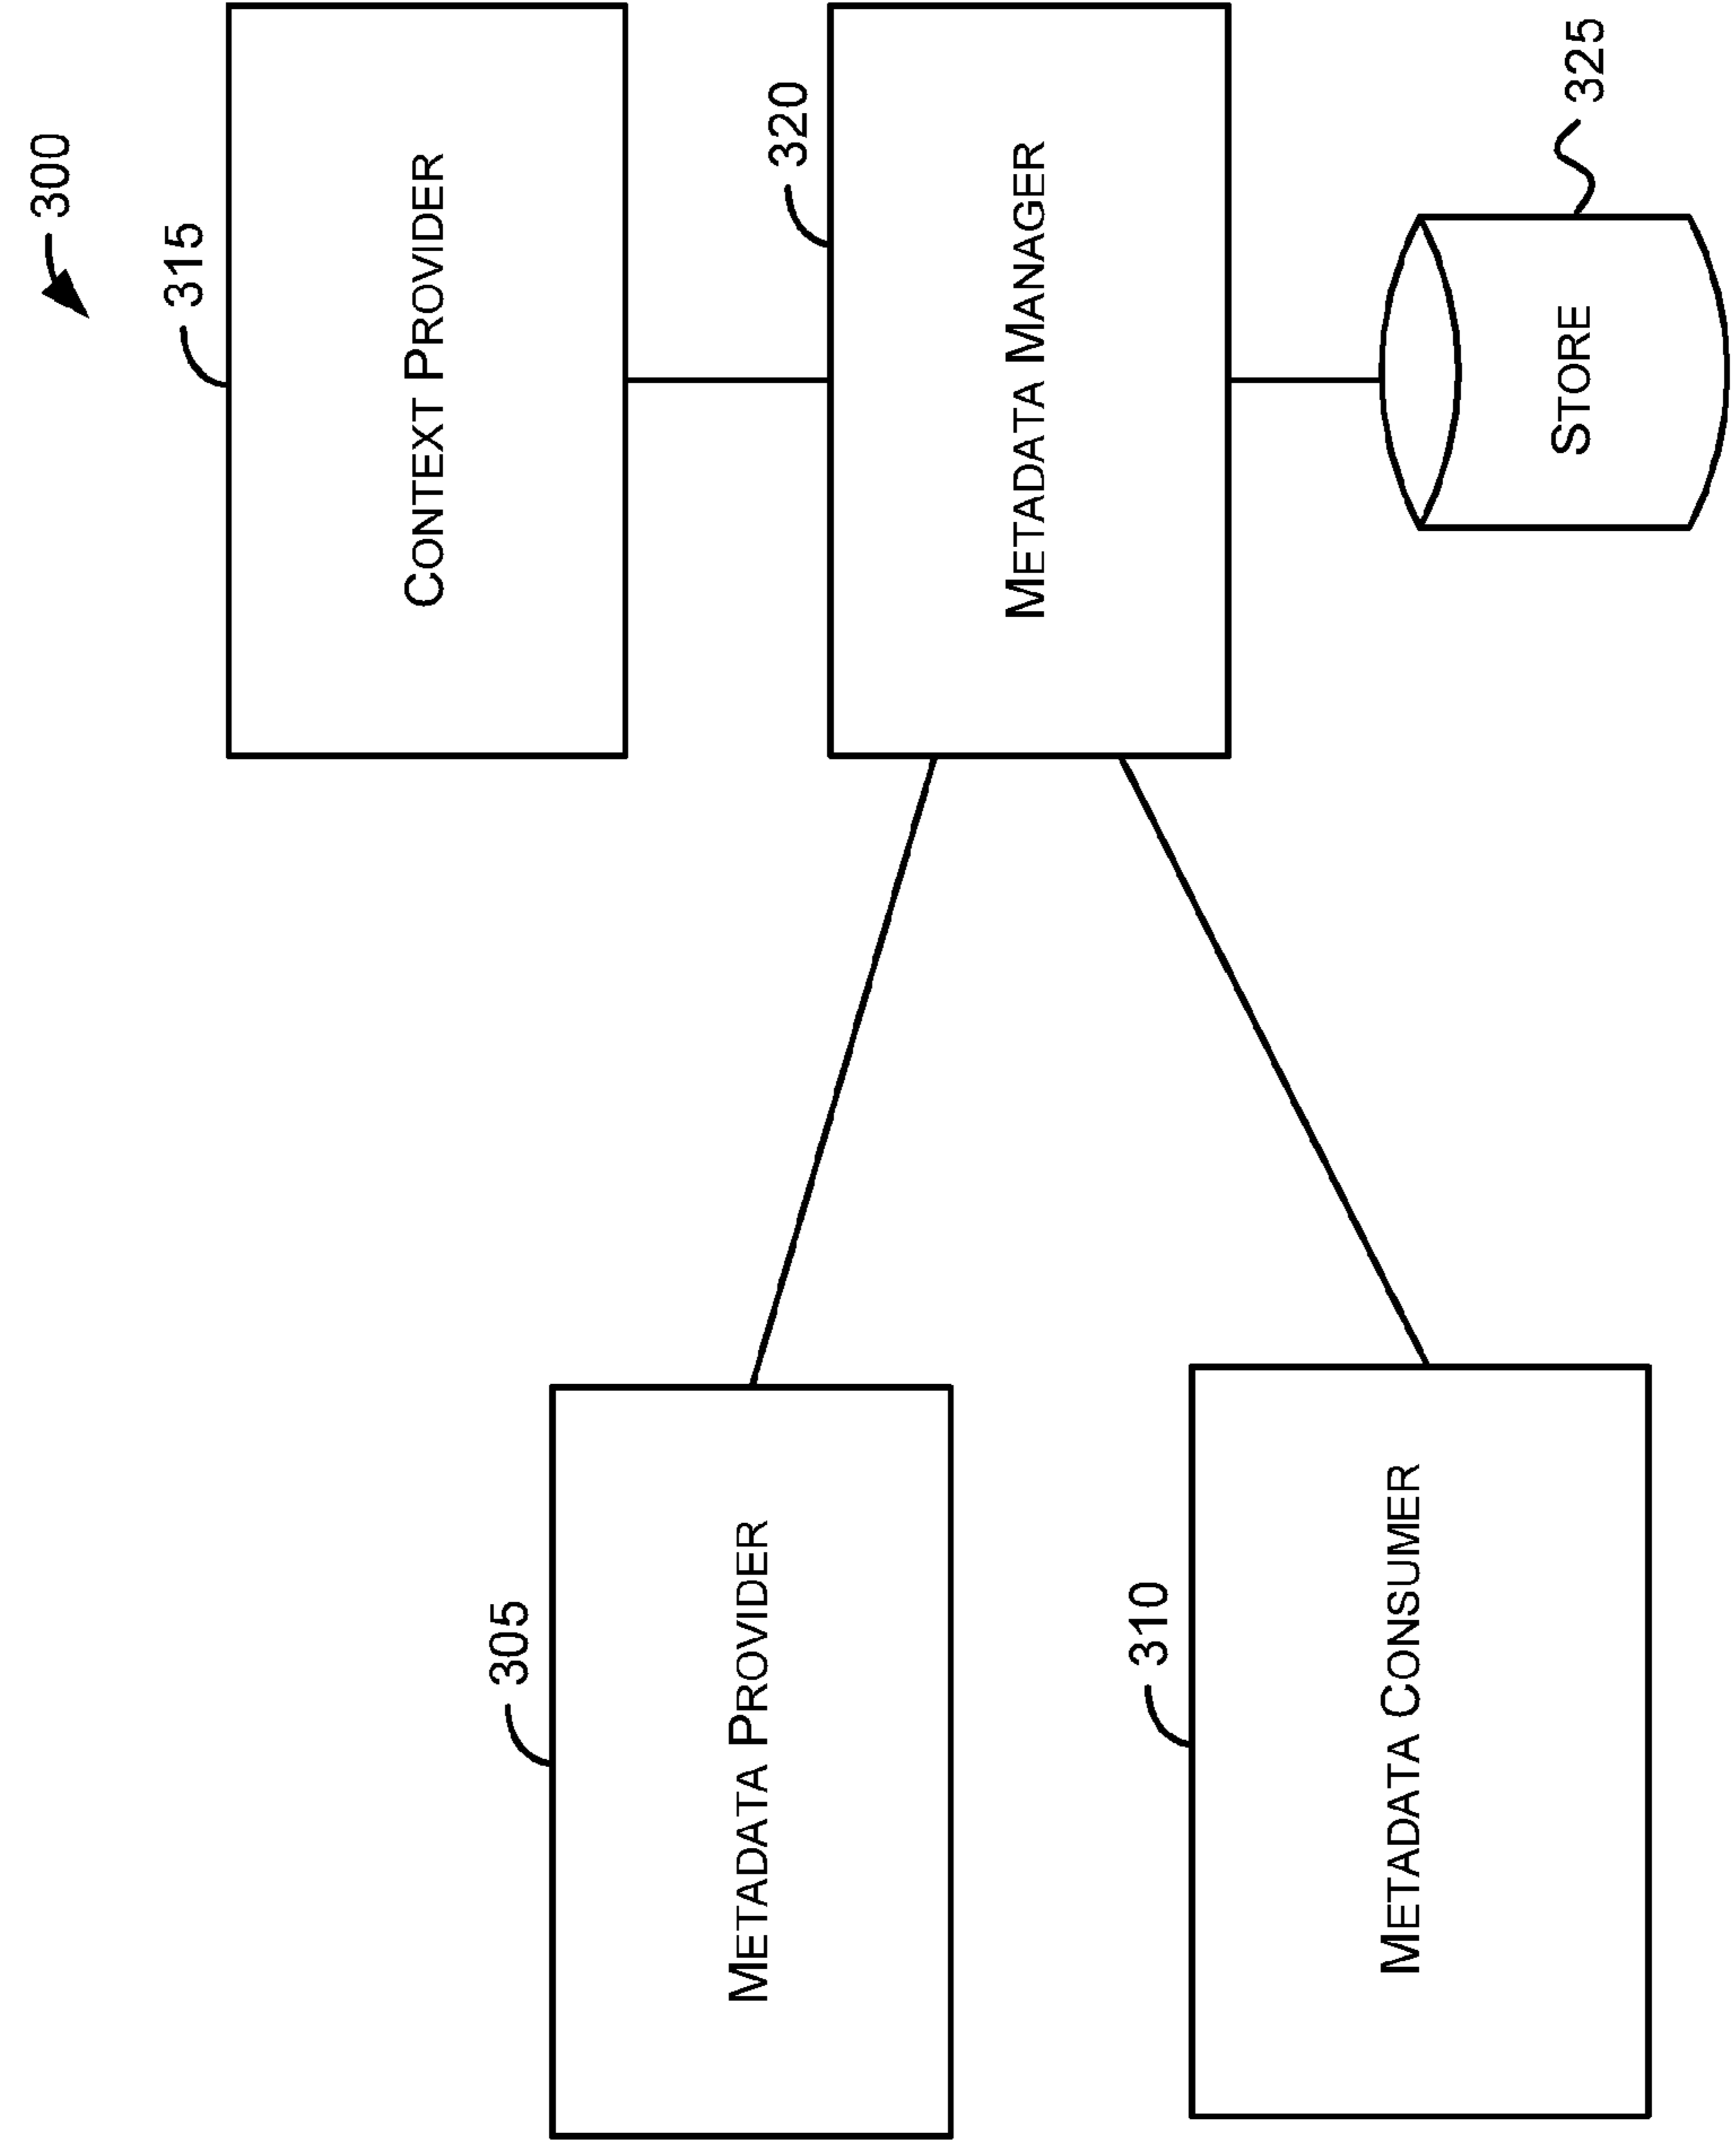 300
315
CONTEXT PROVIDER
320
METADATA MANAGER
325
STORE
305
METADATA PROVIDER
310
METADATA CONSUMER